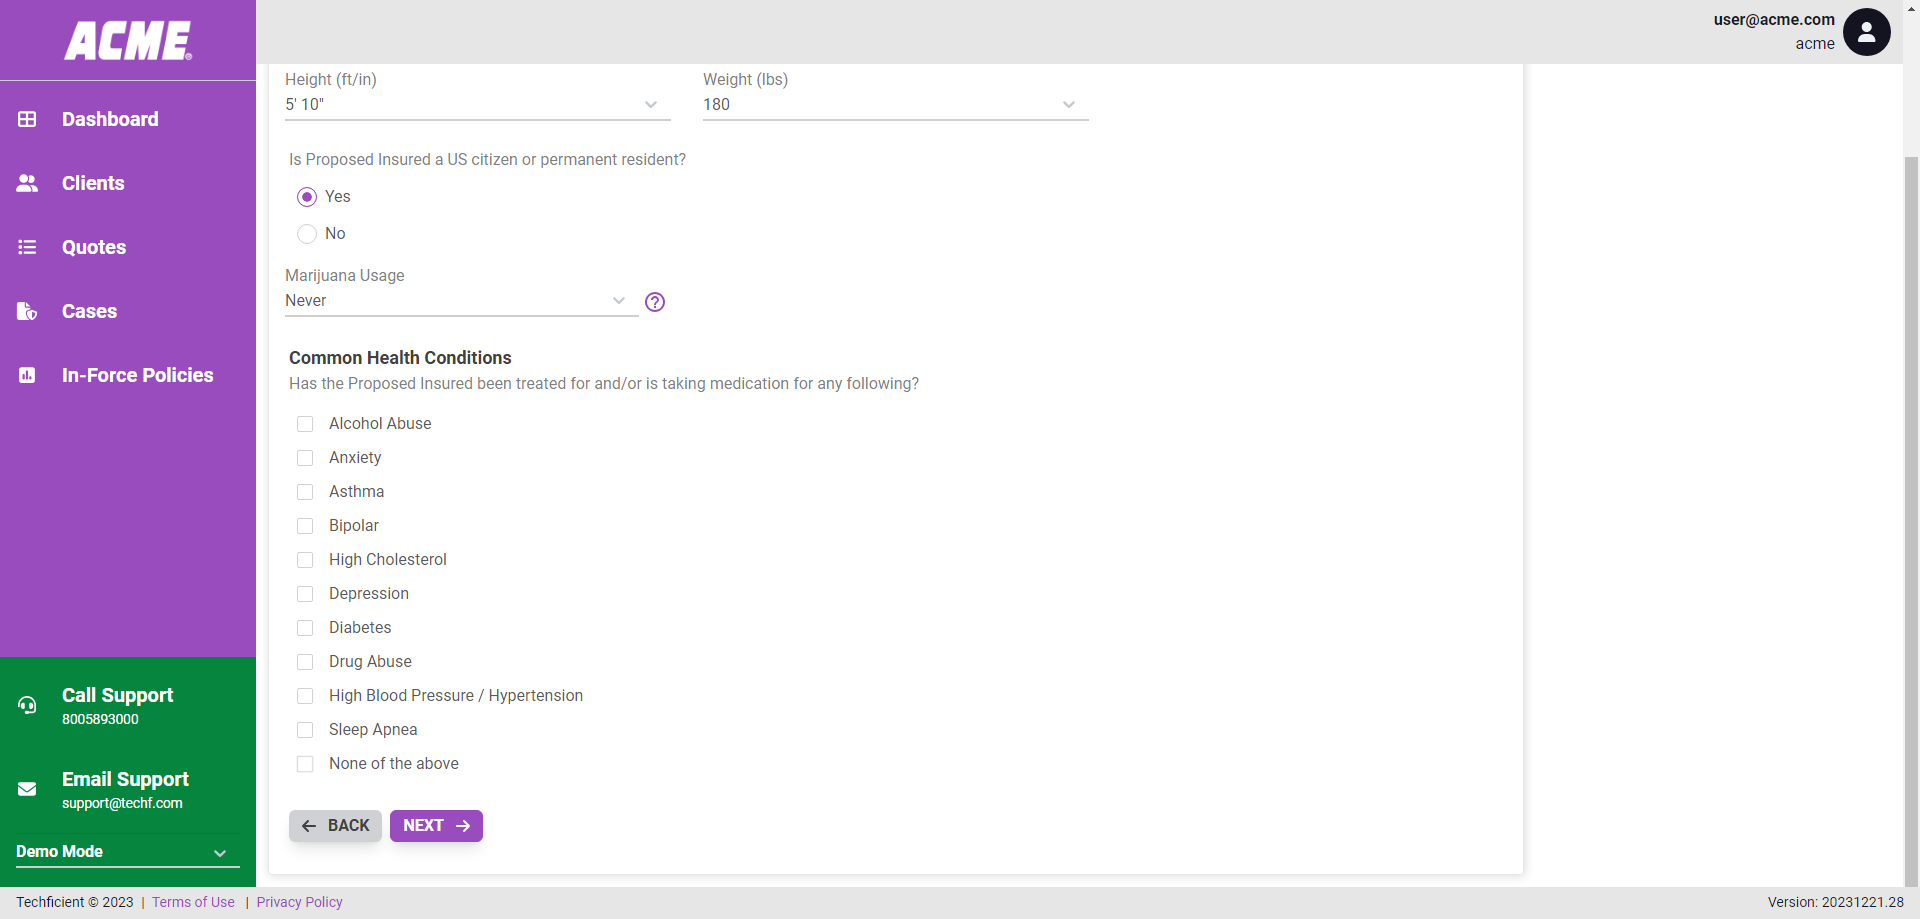 ACME
user@acme.com
acme
Dashboard
Clients
Quotes
Cases
In-Force Policies
Call Support
8005893000
Email Support
support@techf.com
Demo Mode
Height (ft/in)
5' 10"
Weight (lbs)
180
Is Proposed Insured a US citizen or permanent resident?
Yes
No
Marijuana Usage
Never
Common Health Conditions
Has the Proposed Insured been treated for and/or is taking medication for any following?
Alcohol Abuse
Anxiety
Asthma
Bipolar
High Cholesterol
Depression
Diabetes
Drug Abuse
High Blood Pressure / Hypertension
Sleep Apnea
None of the above
BACK
NEXT
Techficient © 2023 | Terms of Use | Privacy Policy
Version: 20231221.28